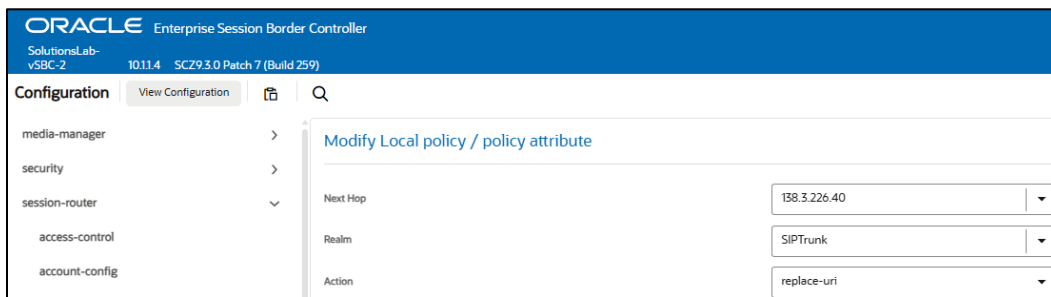 ORACLE Enterprise Session Border Controller
SolutionsLab-
vSBC-2 10.1.1.4 SCZ9.3.0 Patch 7 (Build 259)
Configuration View Configuration
media-manager
Modify Local policy / policy attribute
security
session-router
Next Hop 138.3.226.40
access-control
Realm SIPTrunk
account-config
Action replace-uri